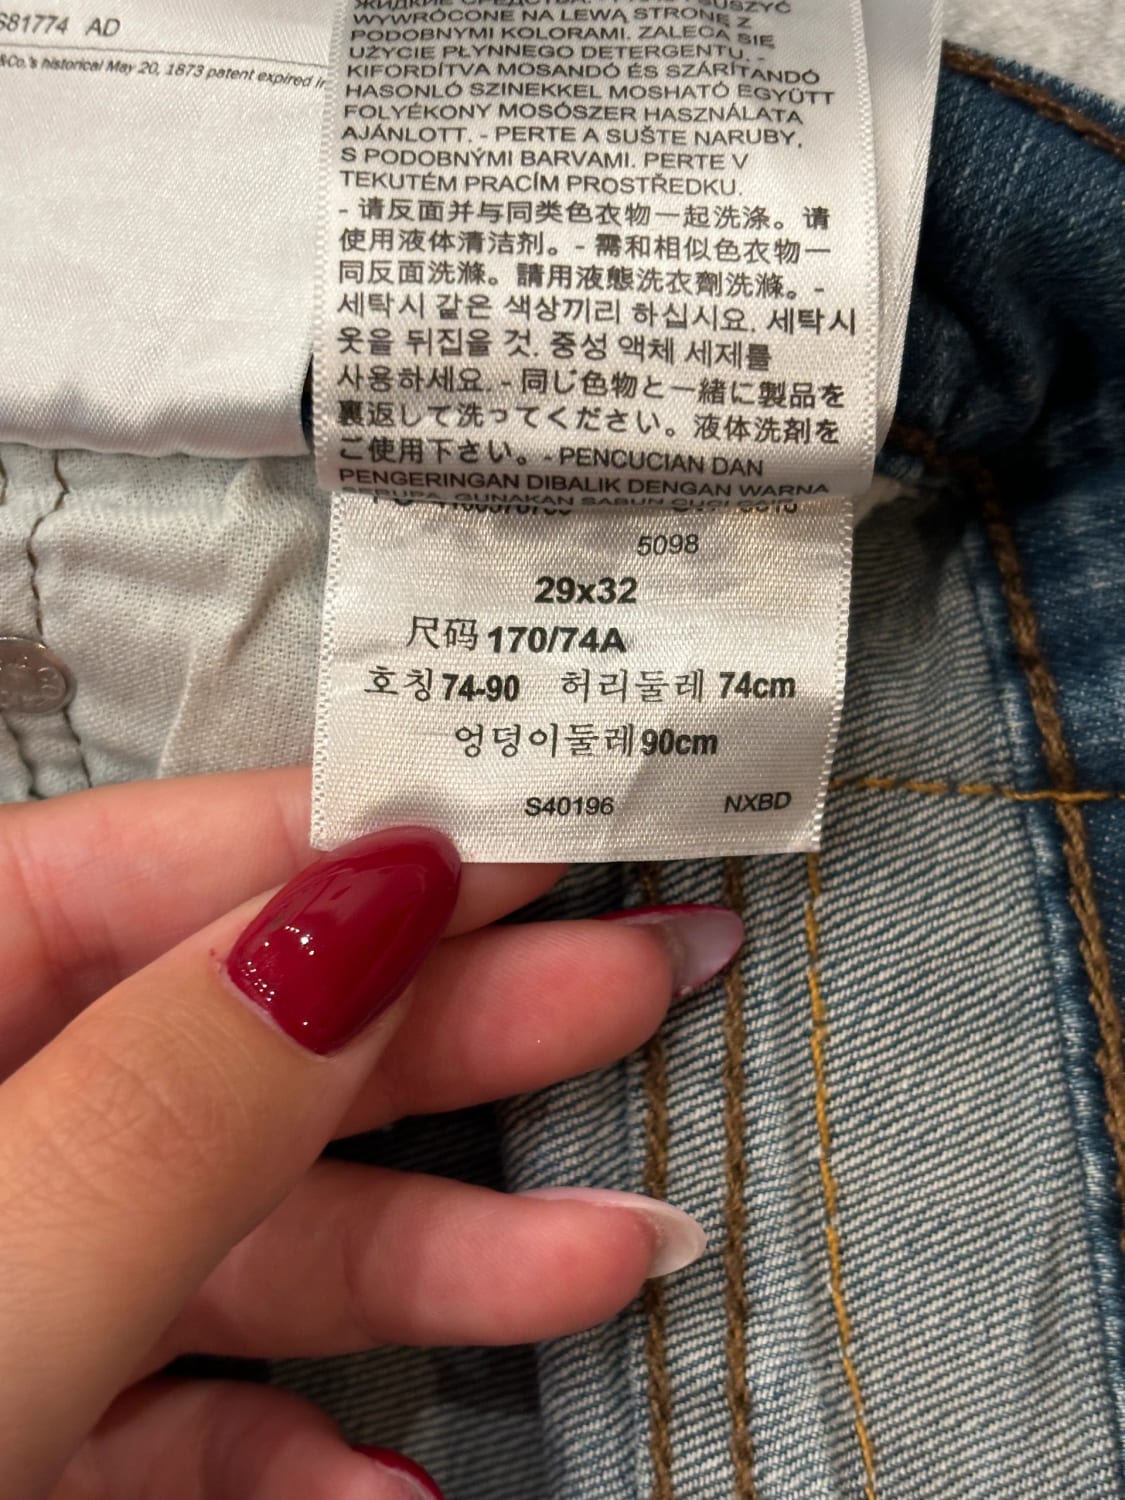 S81774 AD
&Co.'s historical May 20, 1873 patent expired in
WYWRÓCONE NA LEWĄ STRONĘ Z
PODOBNYMI KOLORAMI. ZALECA SIĘ
UŻYCIE PŁYNNEGO DETERGENTU. -
KIFORDÍTVA MOSANDÓ ÉS SZÁRÍTANDÓ
HASONLÓ SZINEKKEL MOSHATÓ EGYÜTT
FOLYÉKONY MOSÓSZER HASZNÁLATA
AJÁNLOTT. - PERTE A SUŠTE NARUBY,
S PODOBNÝMI BARVAMI. PERTE V
TEKUTÉM PRACÍM PROSTŘEDKU.
- 请反面并与同类色衣物一起洗涤。请
使用液体清洁剂。- 需和相似色衣物一
同反面洗滌。請用液態洗衣劑洗滌。-
세탁시 같은 색상끼리 하십시요. 세탁시
옷을 뒤집을 것. 중성 액체 세제를
사용하세요. - 同じ色物と一緒に製品を
裏返して洗ってください。液体洗剤を
ご使用下さい。- PENCUCIAN DAN
PENGERINGAN DIBALIK DENGAN WARNA
GUNAKAN SABUN
5098
29x32
尺码 170/74A
호칭 74-90 허리둘레 74cm
엉덩이둘레 90cm
S40196 NXBD